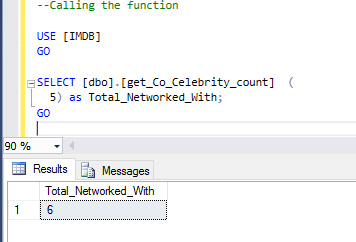 --Calling the function
USE [IMDB]
GO
SELECT [dbo].[get_Co_Celebrity_count] (
5) as Total_Networked_With;
GO
90 %
Results Messages
Total_Networked_With
1 6